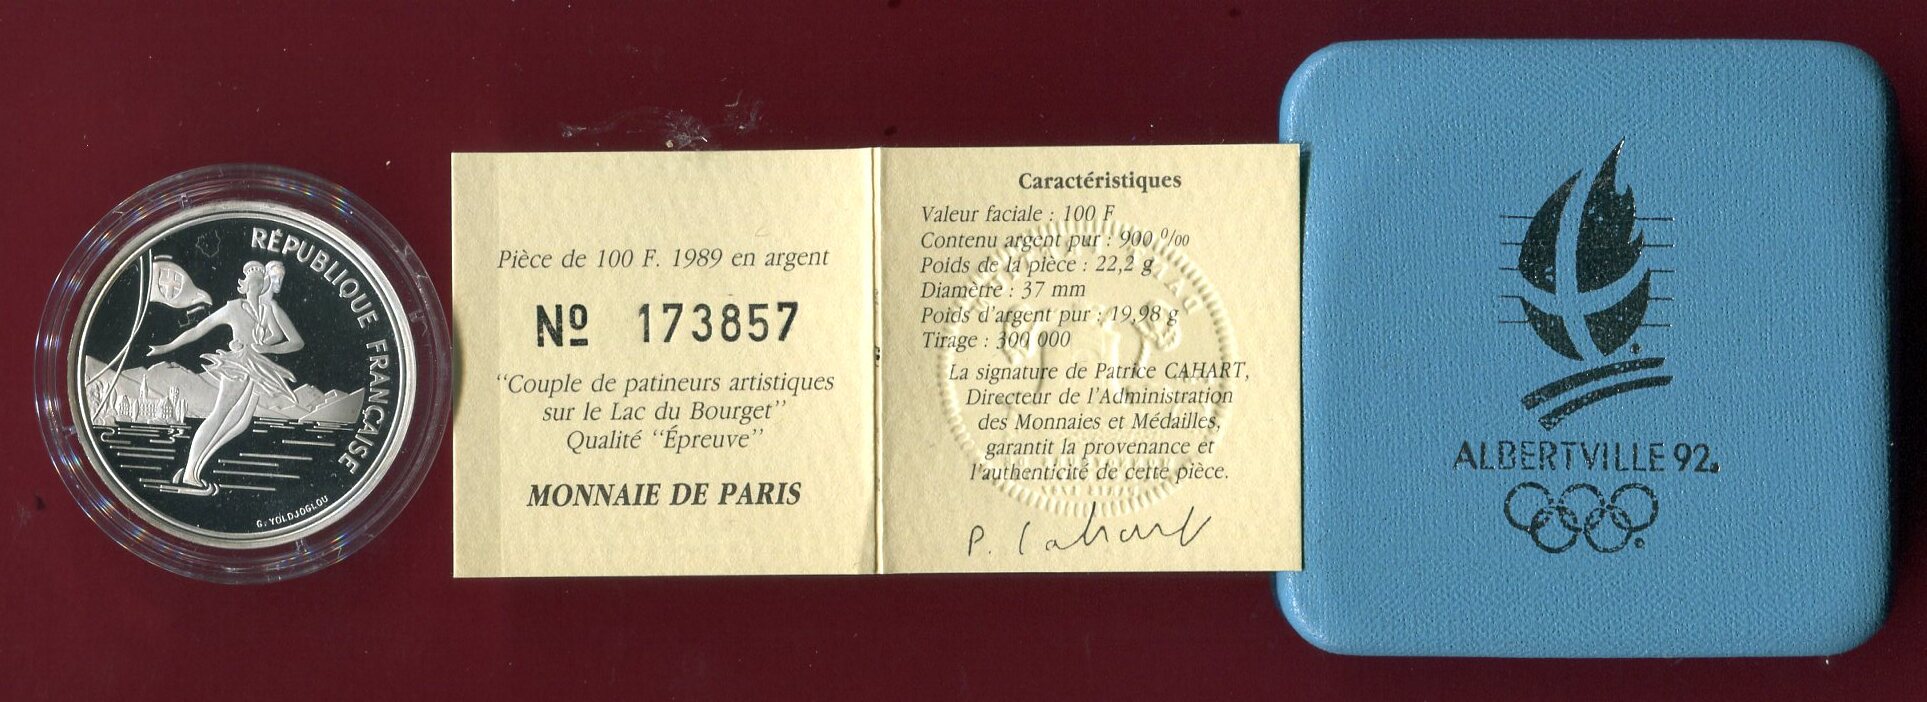 RÉPUBLIQUE FRANÇAISE
G. YOLDJOGLOU
Pièce de 100 F. 1989 en argent
Nº 173857
“Couple de patineurs artistiques
sur le Lac du Bourget”
Qualité “Épreuve”
MONNAIE DE PARIS
Caractéristiques
Valeur faciale : 100 F
Contenu argent pur : 900 ‰
Poids de la pièce : 22,2 g
Diamètre : 37 mm
Poids d'argent pur : 19,98 g
Tirage : 300 000
La signature de Patrice CAHART,
Directeur de l'Administration
des Monnaies et Médailles,
garantit la provenance et
l'authenticité de cette pièce.
P. Cahart
ALBERTVILLE 92